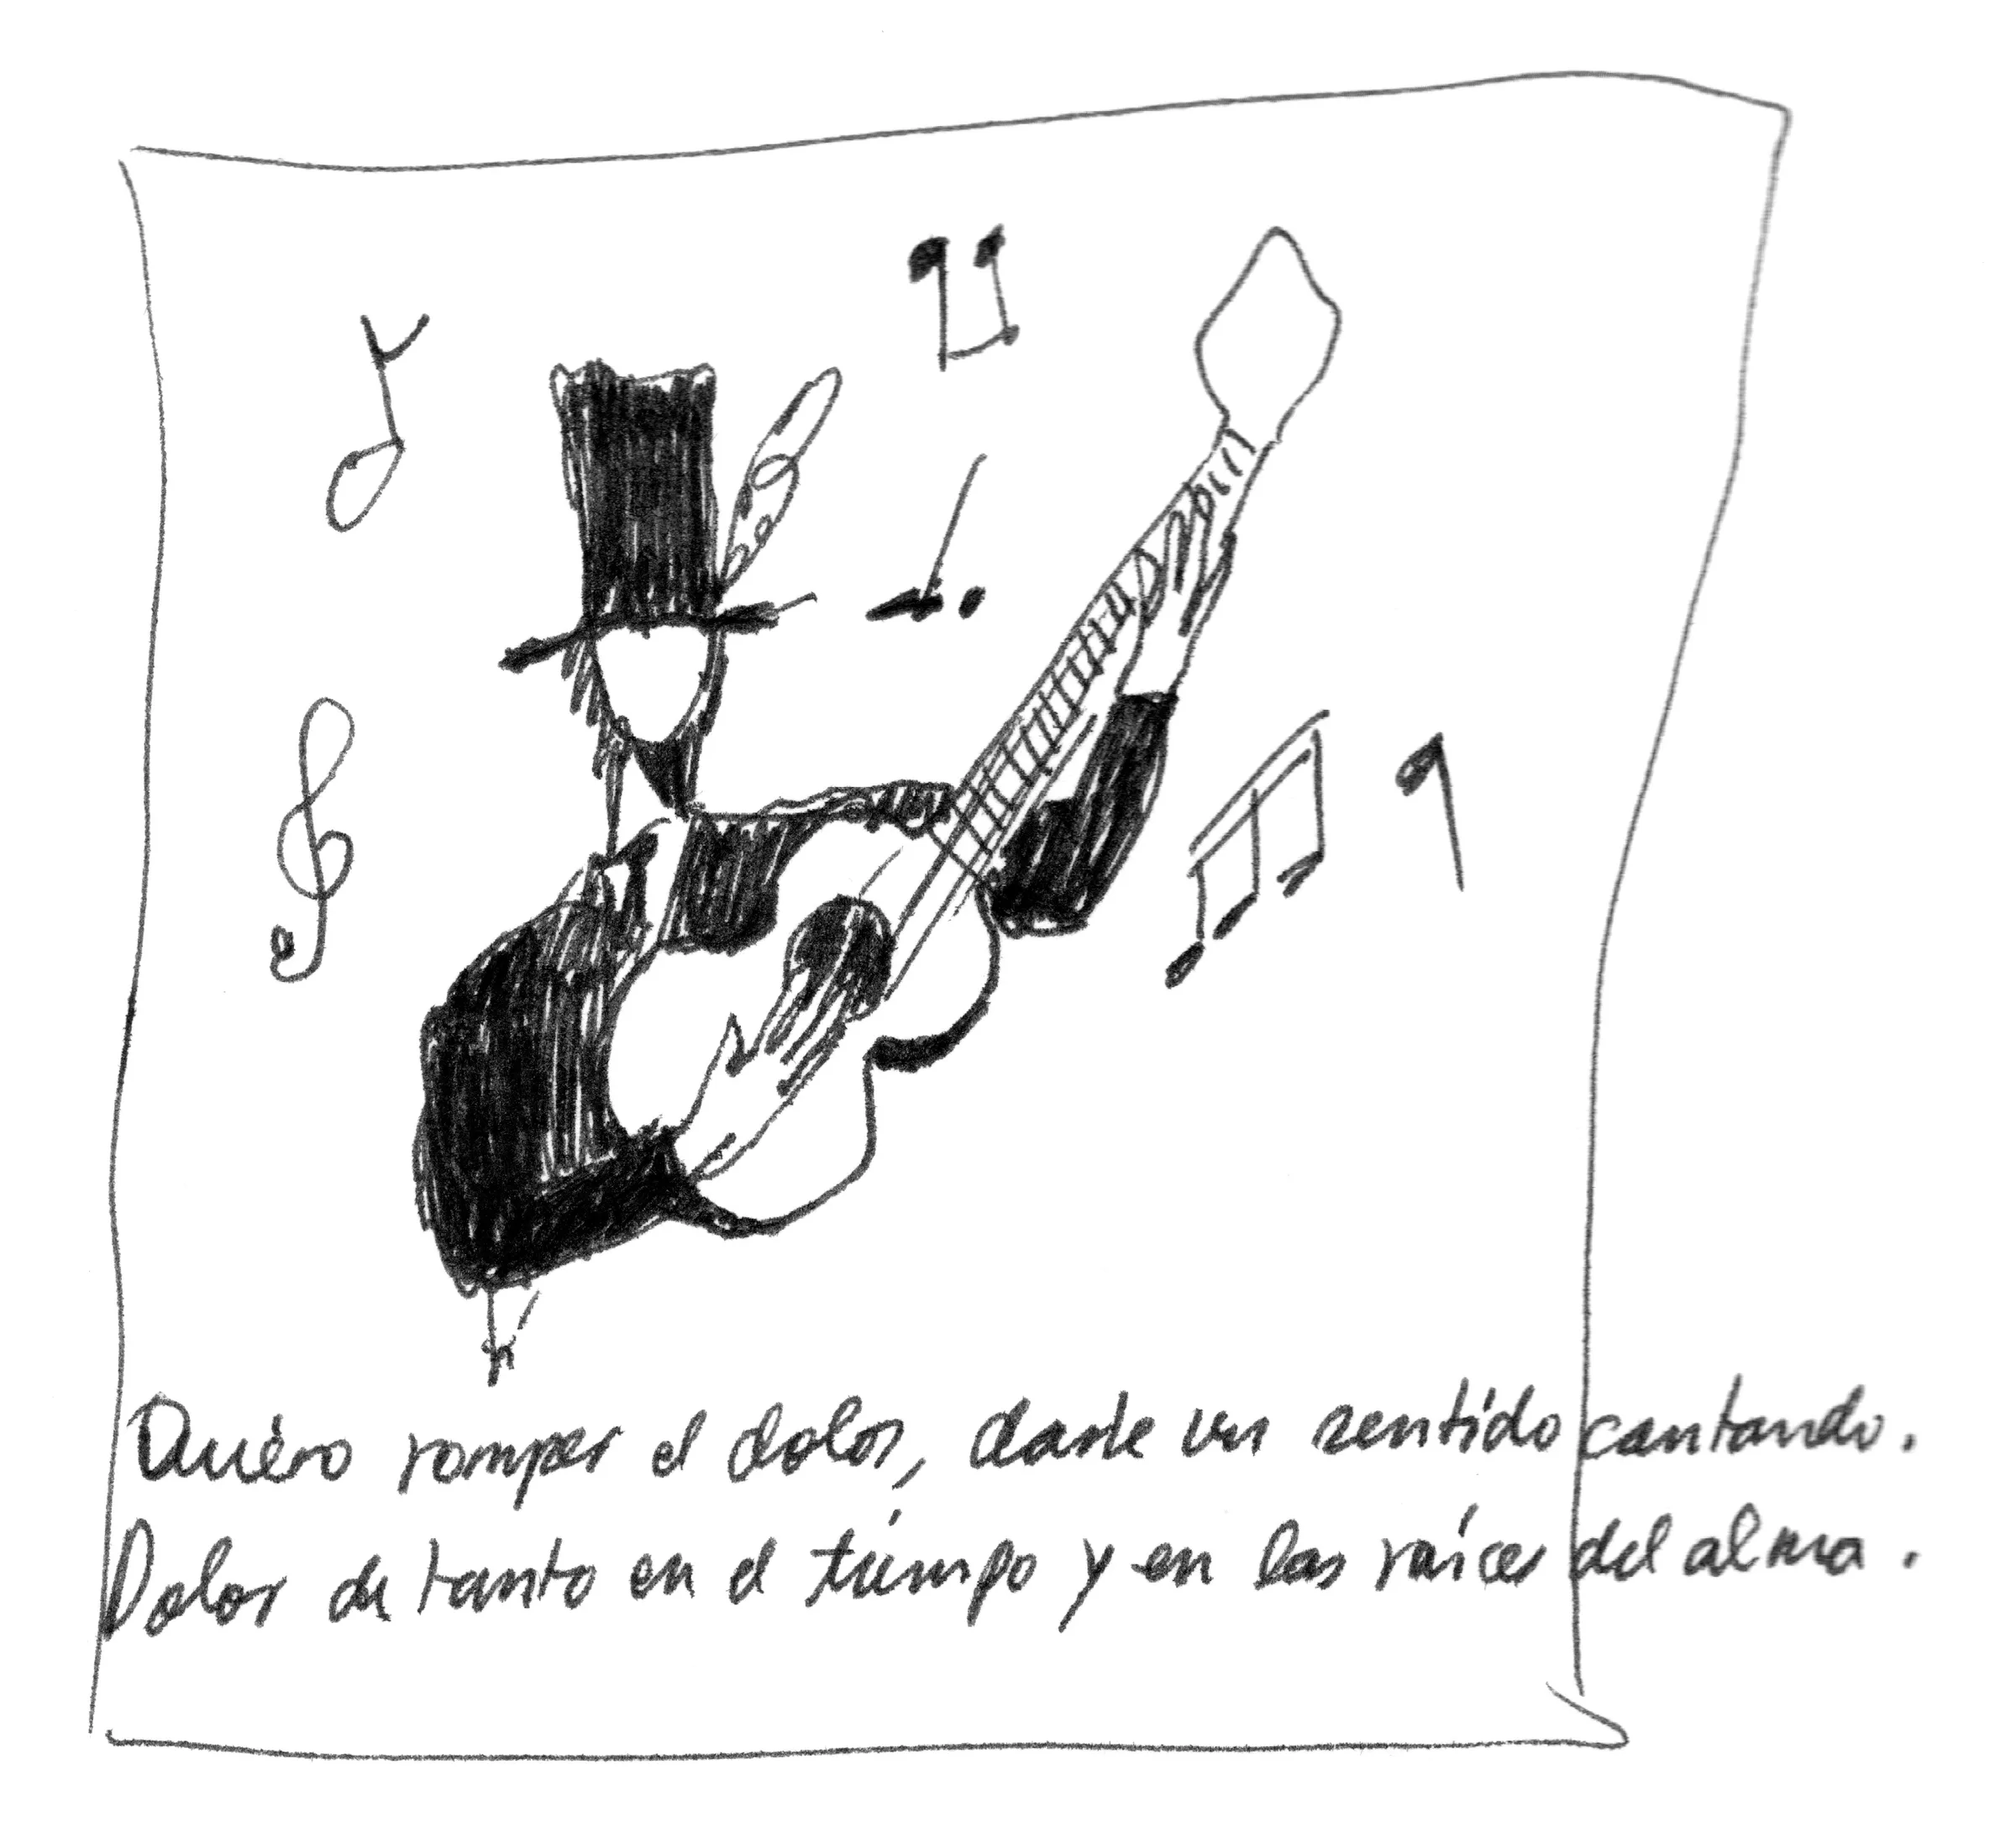 Quiero romper el dolor, darle un sentido cantando.
Dolor de tanto en el tiempo y en las raíces del alma.